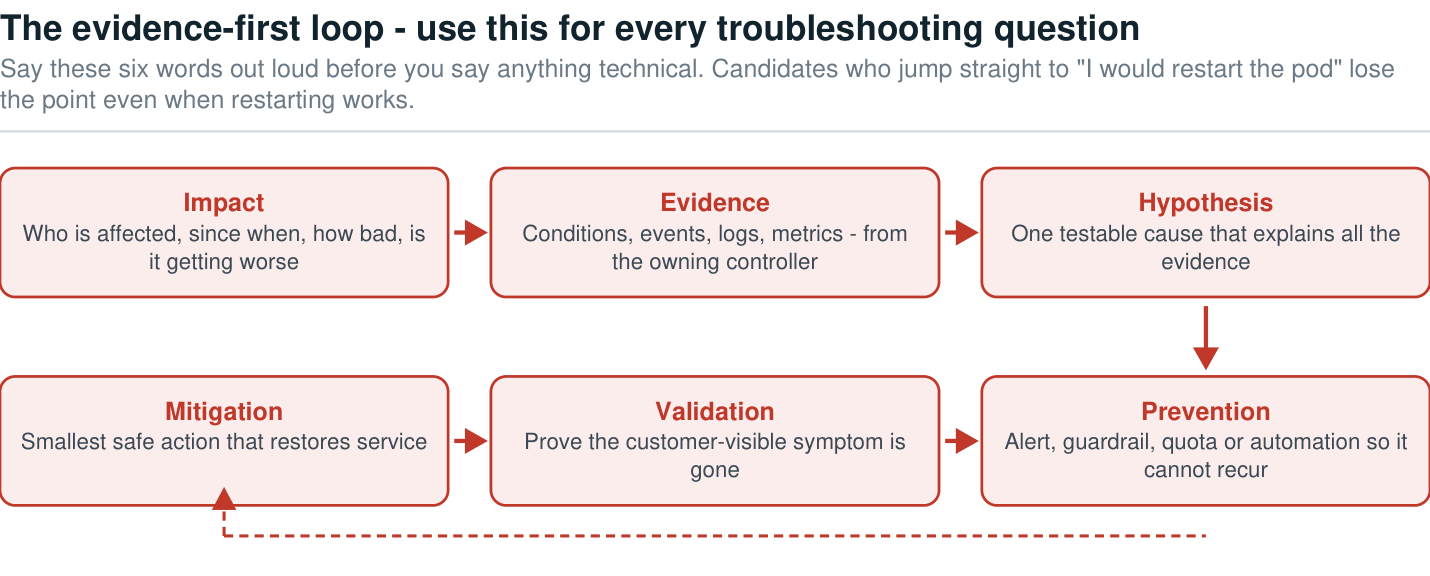 The evidence-first loop - use this for every troubleshooting question
Say these six words out loud before you say anything technical. Candidates who jump straight to "I would restart the pod" lose
the point even when restarting works.
Impact
Who is affected, since when, how bad, is
it getting worse
Evidence
Conditions, events, logs, metrics - from
the owning controller
Hypothesis
One testable cause that explains all the
evidence
Mitigation
Smallest safe action that restores service
Validation
Prove the customer-visible symptom is
gone
Prevention
Alert, guardrail, quota or automation so it
cannot recur